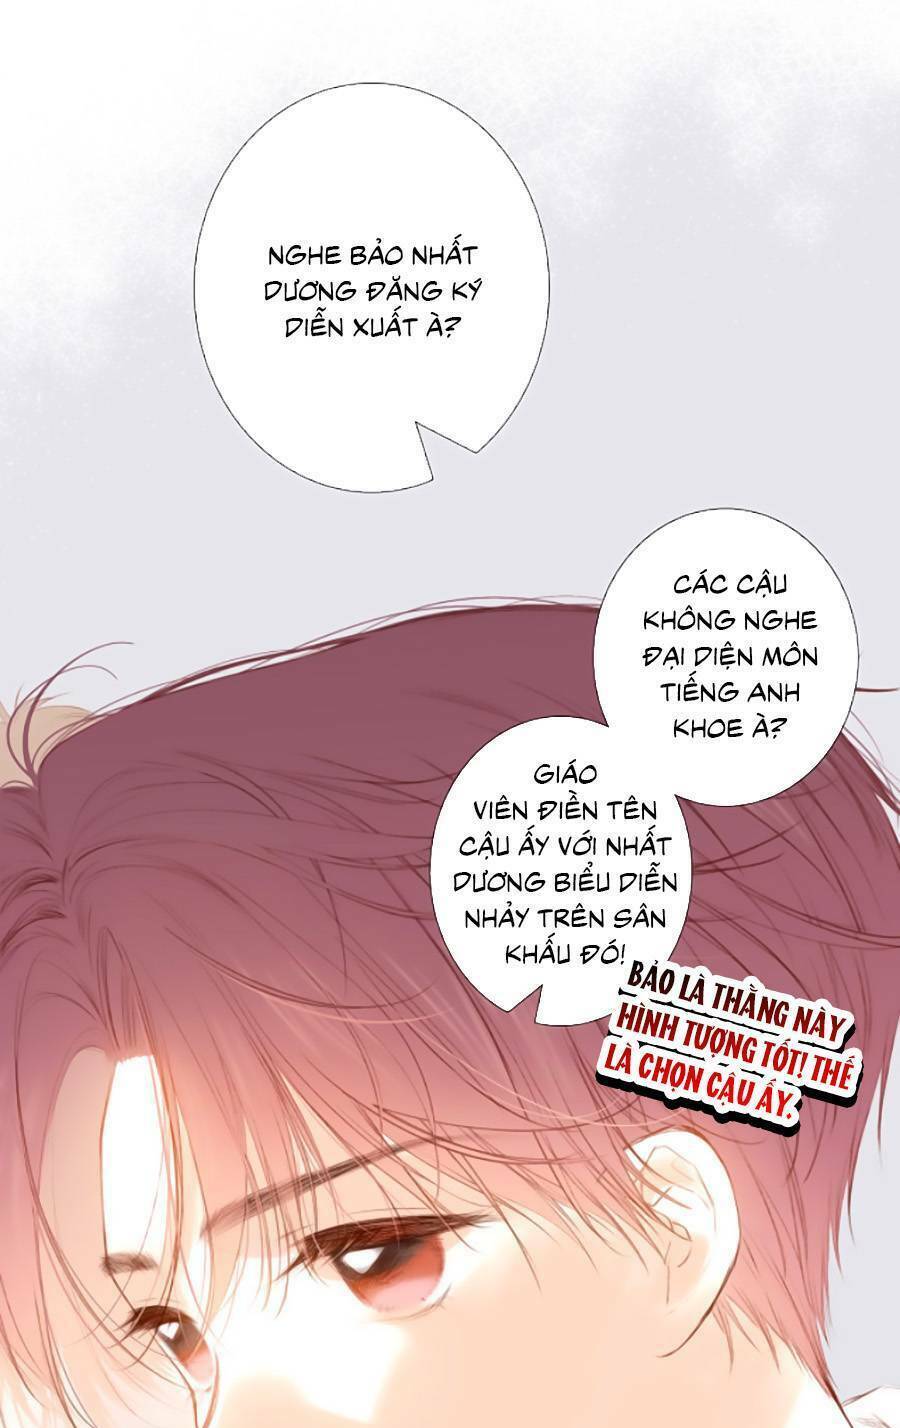 NGHE BẢO NHẤT
DƯƠNG ĐĂNG KÝ
DIỄN XUẤT À?
CÁC CẬU
KHÔNG NGHE
ĐẠI DIỆN MÔN
TIẾNG ANH
KHOE À?
GIÁO
VIÊN ĐIỀN TÊN
CẬU ẤY VỚI NHẤT
DƯƠNG BIỂU DIỄN
NHẢY TRÊN SÂN
KHẤU ĐÓ!
BẢO LÀ THẰNG NÀY
HÌNH TƯỢNG TỐT! THẾ
LÀ CHỌN CẬU ẤY.